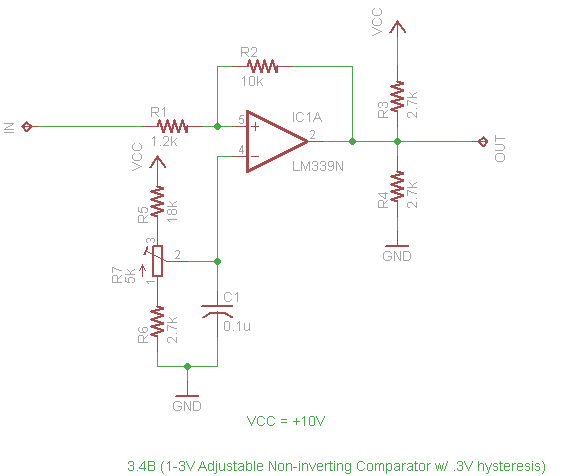 VCC
R2
10k
R3
2.7k
R1
1.2k
5
+
IC1A
2
4
−
LM339N
IN
OUT
VCC
R4
2.7k
R5
18k
GND
3
2
1
R7
5k
C1
0.1u
R6
2.7k
GND
VCC = +10V
3.4B (1-3V Adjustable Non-inverting Comparator w/ .3V hysteresis)